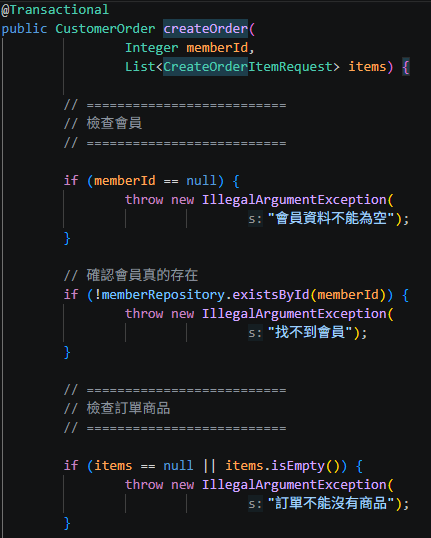 @Transactional
public CustomerOrder createOrder(
Integer memberId,
List<CreateOrderItemRequest> items) {
// ==========================
// 檢查會員
// ==========================
if (memberId == null) {
throw new IllegalArgumentException(
s: "會員資料不能為空");
}
// 確認會員真的存在
if (!memberRepository.existsById(memberId)) {
throw new IllegalArgumentException(
s: "找不到會員");
}
// ==========================
// 檢查訂單商品
// ==========================
if (items == null || items.isEmpty()) {
throw new IllegalArgumentException(
s: "訂單不能沒有商品");
}